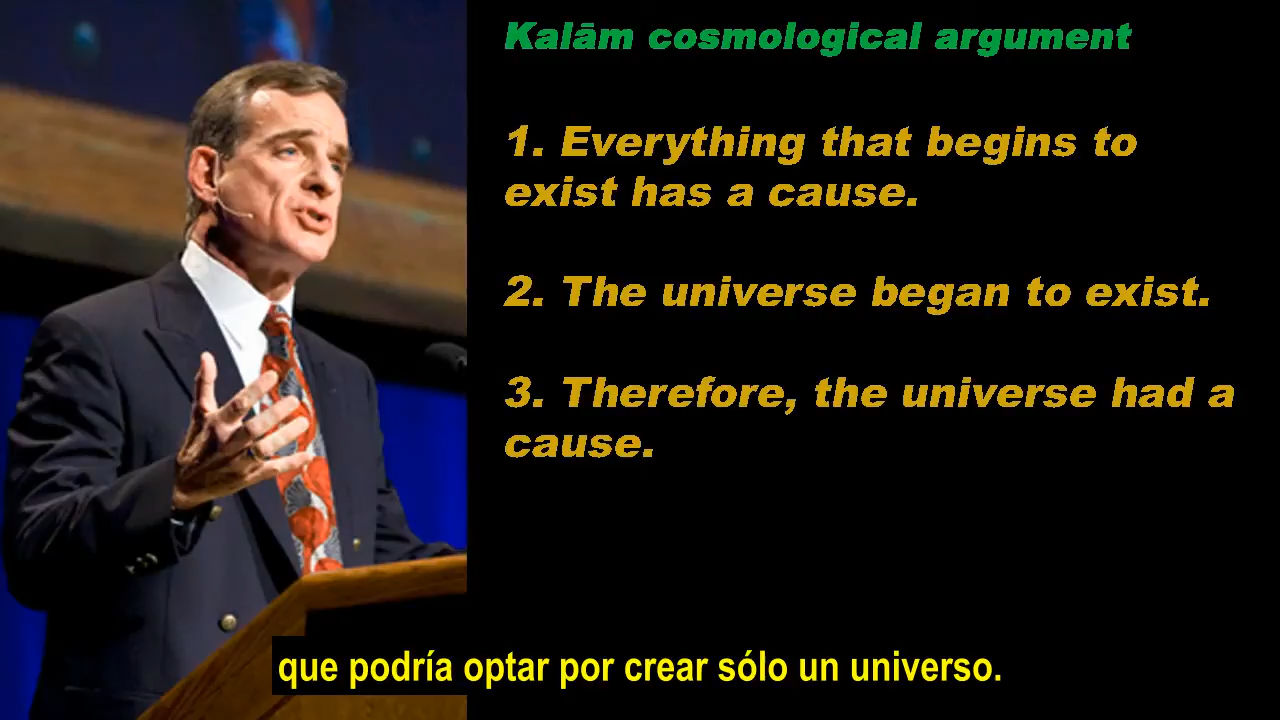 Kalām cosmological argument
1. Everything that begins to
exist has a cause.
2. The universe began to exist.
3. Therefore, the universe had a
cause.
que podría optar por crear sólo un universo.